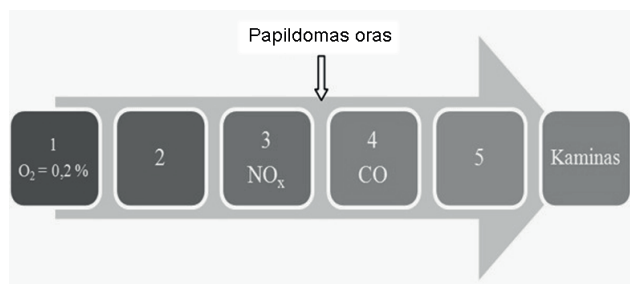 Papildomas oras
1
O₂ = 0,2 %
2
3
NOₓ
4
CO
5
Kaminas